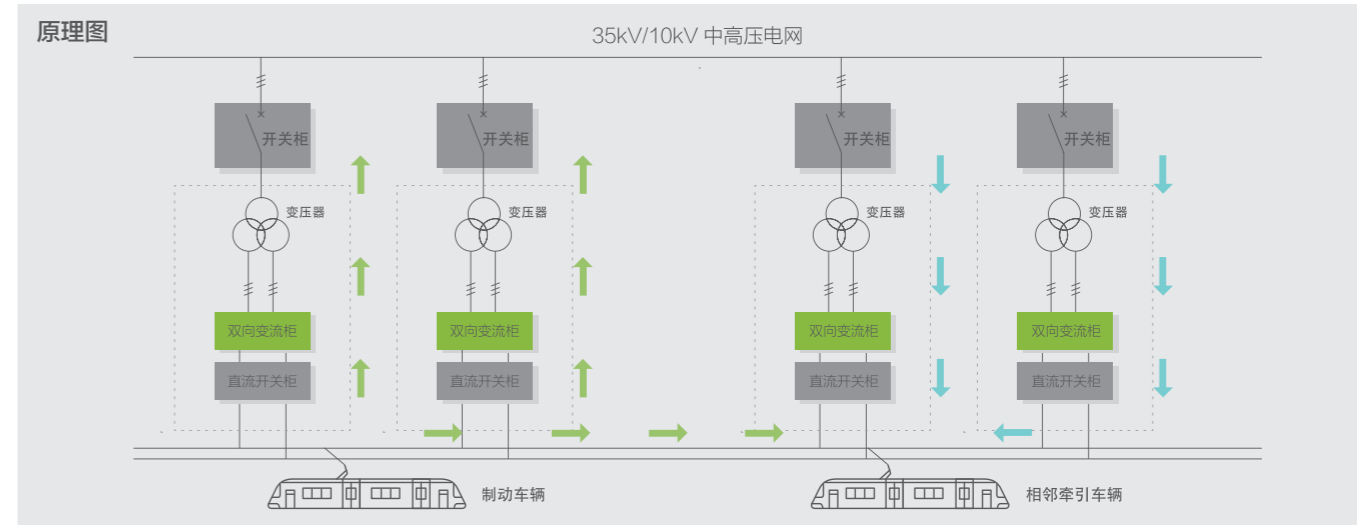 原理图
35kV/10kV 中高压电网
开关柜 开关柜 开关柜 开关柜
变压器 变压器 变压器 变压器
双向变流柜 双向变流柜 双向变流柜 双向变流柜
直流开关柜 直流开关柜 直流开关柜 直流开关柜
制动车辆 相邻牵引车辆